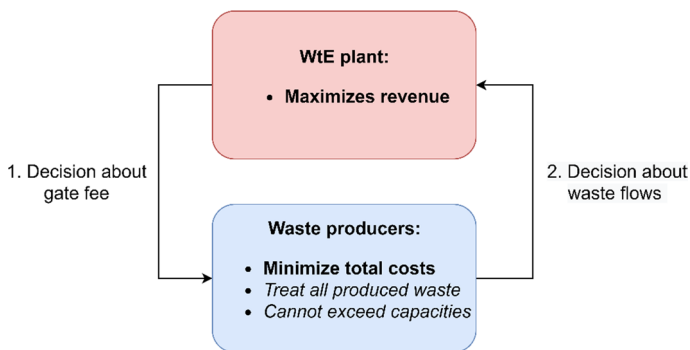 WtE plant:
• Maximizes revenue
1. Decision about
gate fee
2. Decision about
waste flows
Waste producers:
• Minimize total costs
• Treat all produced waste
• Cannot exceed capacities